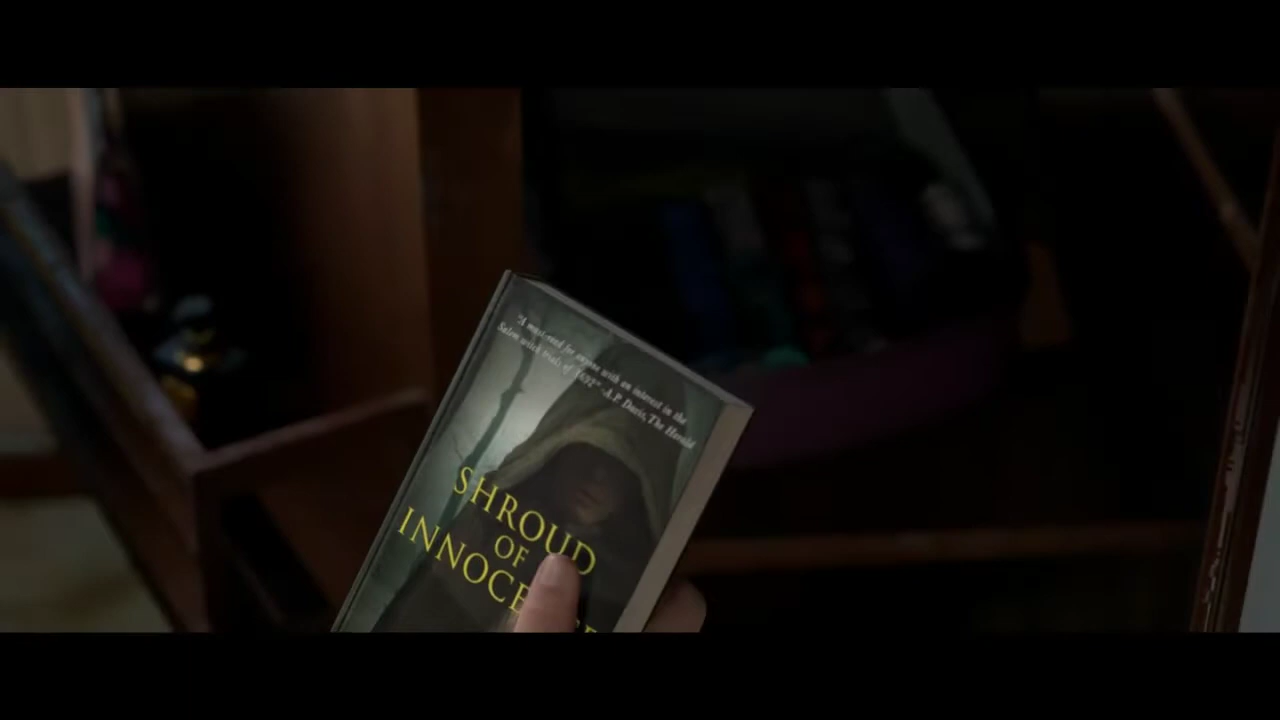 "A must-read for anyone with an interest in the
Salem witch trials of 1692" -A.P. Davis, The Herald
SHROUD
OF
INNOCE